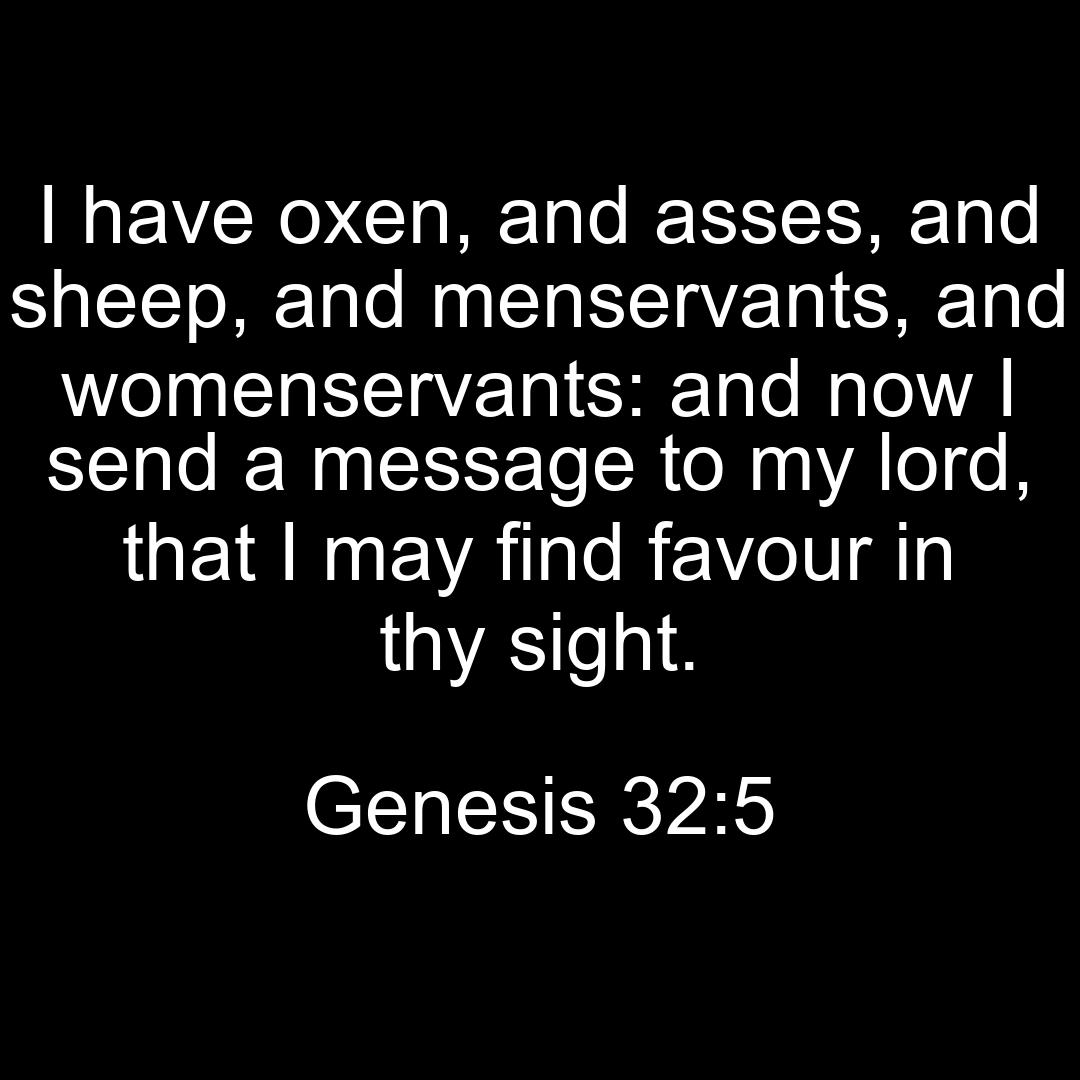 I have oxen, and asses, and
sheep, and menservants, and
womenservants: and now I
send a message to my lord,
that I may find favour in
thy sight.
Genesis 32:5